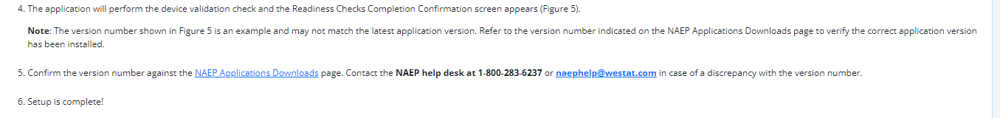 4. The application will perform the device validation check and the Readiness Checks Completion Confirmation screen appears (Figure 5).
Note: The version number shown in Figure 5 is an example and may not match the latest application version. Refer to the version number indicated on the NAEP Applications Downloads page to verify the correct application version
has been installed.
5. Confirm the version number against the NAEP Applications Downloads page. Contact the NAEP help desk at 1-800-283-6237 or naephelp@westat.com in case of a discrepancy with the version number.
6. Setup is complete!